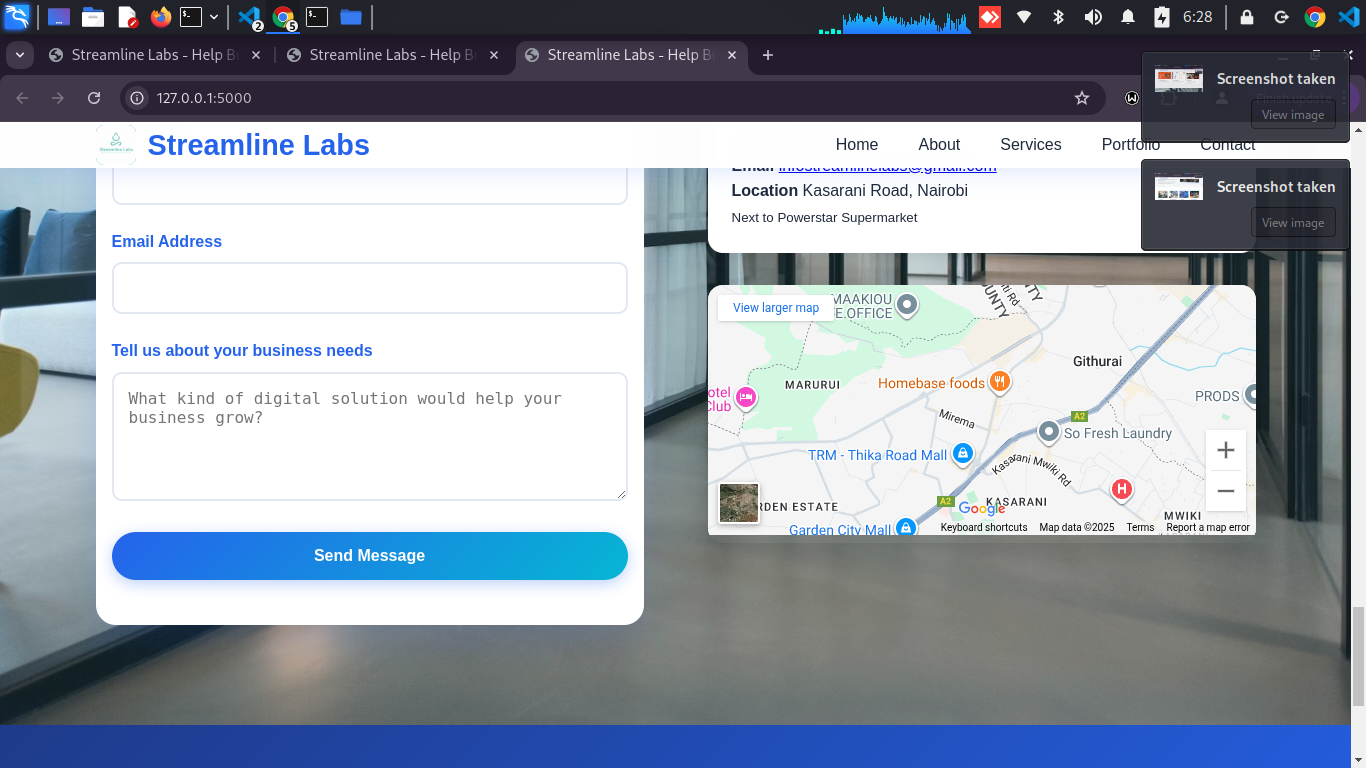 6:28
Streamline Labs - Help B
Streamline Labs - Help B
Streamline Labs - Help B
127.0.0.1:5000
Screenshot taken
View image
Screenshot taken
View image
Streamline Labs
Home
About
Services
Portfolio
Contact
Email infostreamlinelabs@gmail.com
Location Kasarani Road, Nairobi
Next to Powerstar Supermarket
Email Address
Tell us about your business needs
What kind of digital solution would help your
business grow?
Send Message
View larger map
MAAKIOU
E.OFFICE
COUNTY
UNTY
Rd
Githurai
MARURUI
Homebase foods
otel
Club
PRODS
A2
Mirema
So Fresh Laundry
TRM - Thika Road Mall
Kasarani Mwiki Rd
H
A2
RDEN ESTATE
KASARANI
MWIKI
Garden City Mall
Google
Keyboard shortcuts
Map data ©2025
Terms
Report a map error